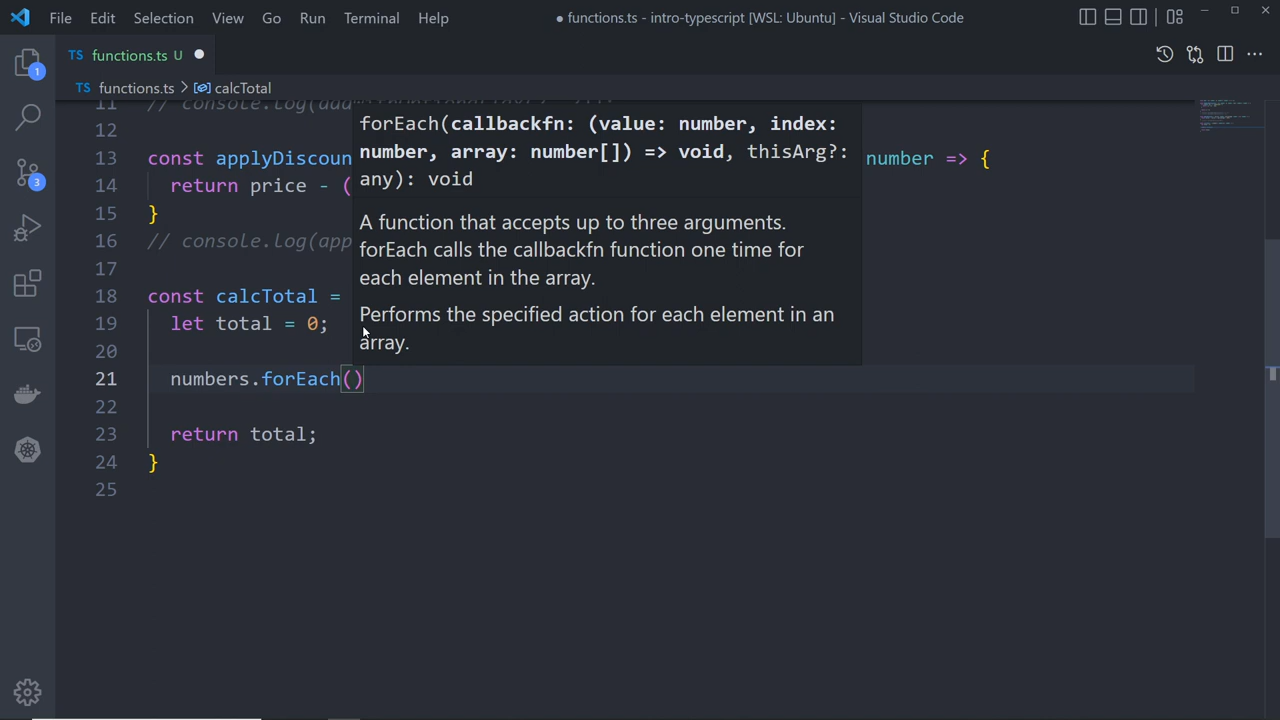 File Edit Selection View Go Run Terminal Help ● functions.ts - intro-typescript [WSL: Ubuntu] - Visual Studio Code
TS functions.ts U ●
TS functions.ts > calcTotal
11 // console.log(
12
13 const applyDiscoun number => {
14 return price - (
15 }
16 // console.log(app
17
18 const calcTotal =
19 let total = 0;
20
21 numbers.forEach()
22
23 return total;
24 }
25
forEach(callbackfn: (value: number, index:
number, array: number[]) => void, thisArg?:
any): void
A function that accepts up to three arguments.
forEach calls the callbackfn function one time for
each element in the array.
Performs the specified action for each element in an
array.
1
3